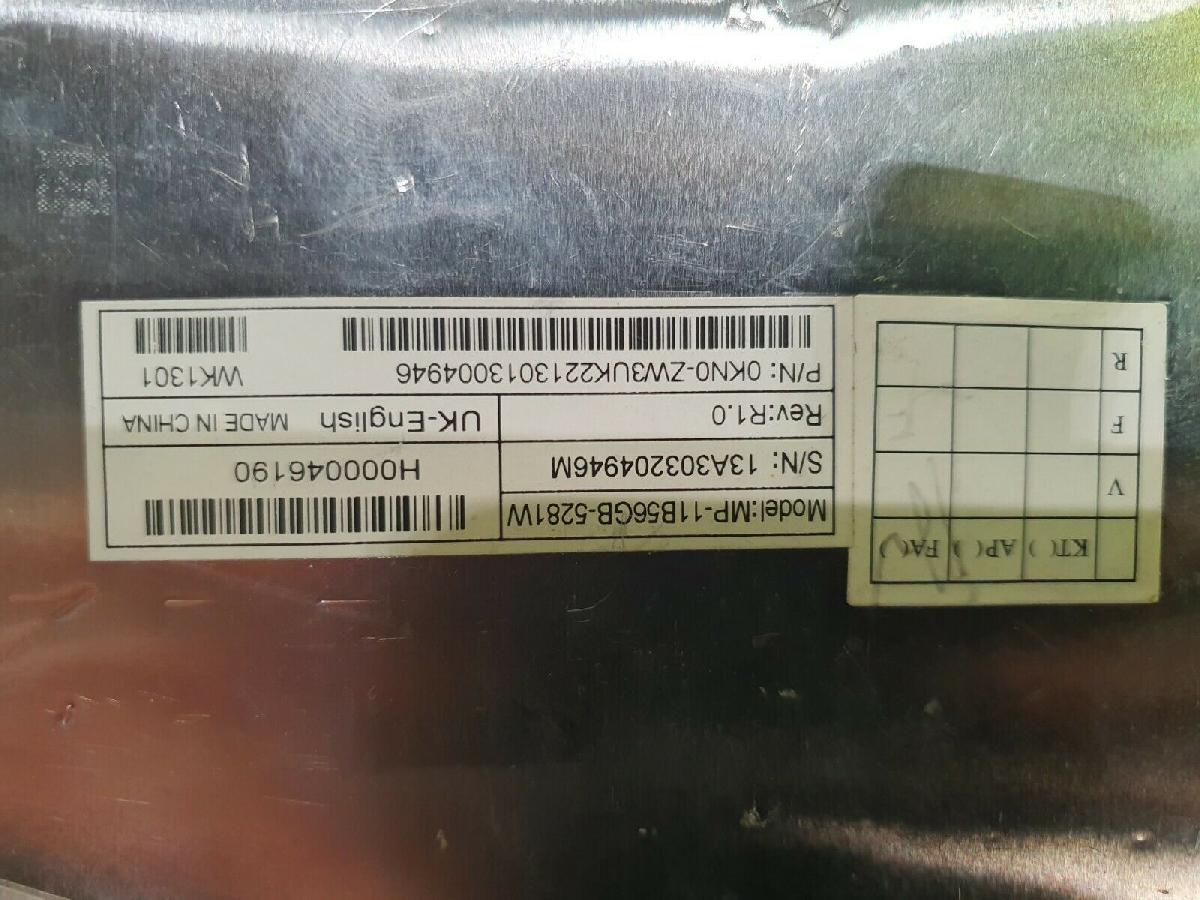 Model:MP-11B56GB-5281W
S/N: 13A303204946M
H000046190
Rev:R1.0
UK-English MADE IN CHINA
P/N: 0KN0-ZW3UK2213013004946
WK1301
KT( ) AP( ) FA( )
V
F
R